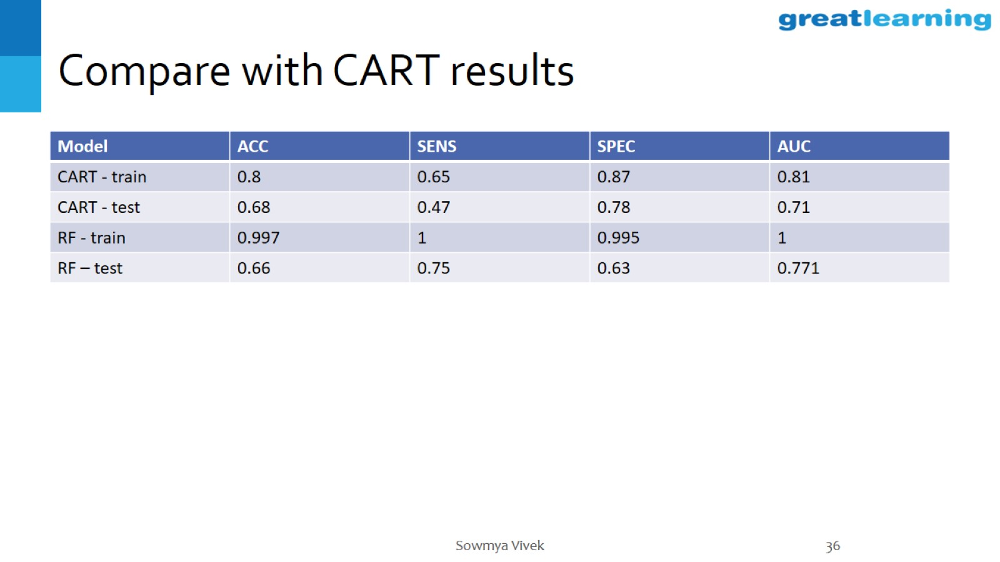 greatlearning
Compare with CART results
Model ACC SENS SPEC AUC
CART - train 0.8 0.65 0.87 0.81
CART - test 0.68 0.47 0.78 0.71
RF - train 0.997 1 0.995 1
RF – test 0.66 0.75 0.63 0.771
Sowmya Vivek 36